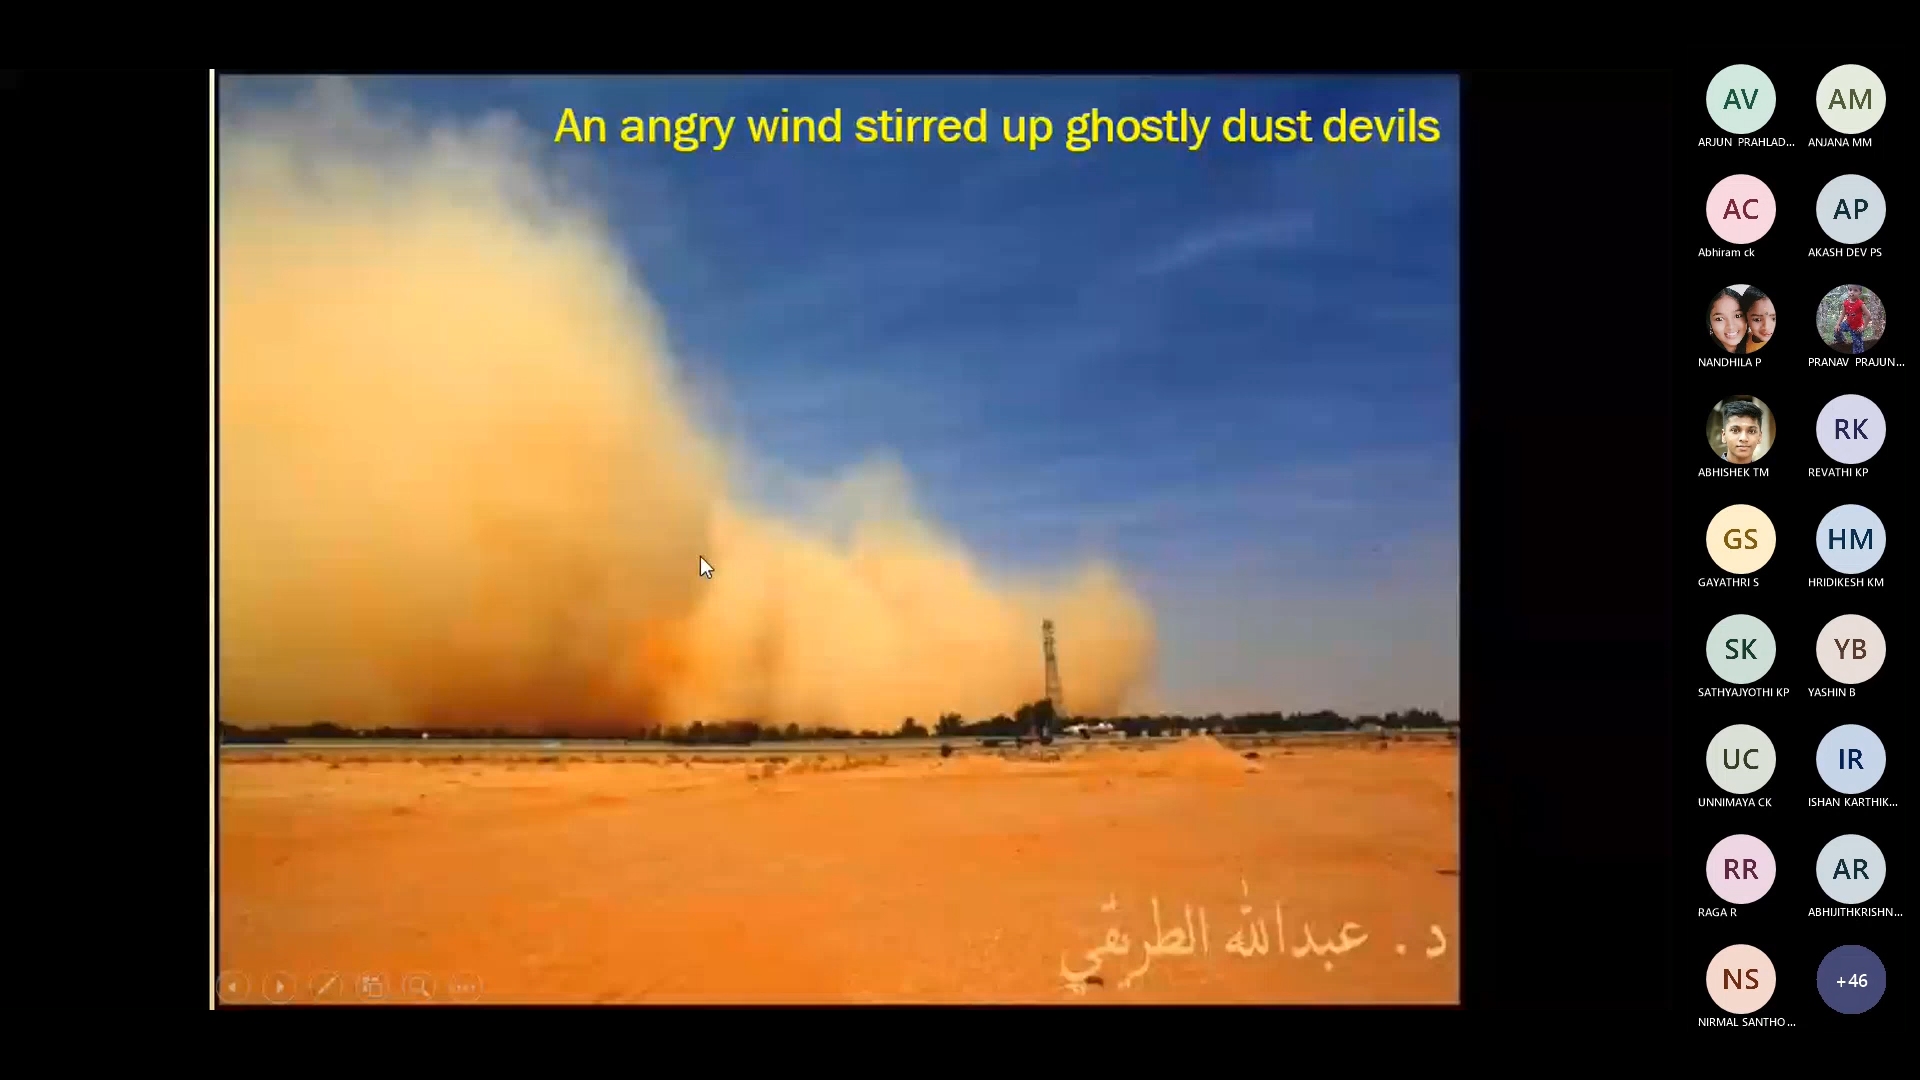 An angry wind stirred up ghostly dust devils
د. عبدالله الطريقي
AV
AM
ARJUN PRAHLAD...
ANJANA MM
AC
AP
Abhiram ck
AKASH DEV PS
NANDHILA P
PRANAV PRAJUN...
RK
ABHISHEK TM
REVATHI KP
GS
HM
GAYATHRI S
HRIDIKESH KM
SK
YB
SATHYAJYOTHI KP
YASHIN B
UC
IR
UNNIMAYA CK
ISHAN KARTHIK...
RR
AR
RAGA R
ABHIJITHKRISHN...
NS
+46
NIRMAL SANTHO...